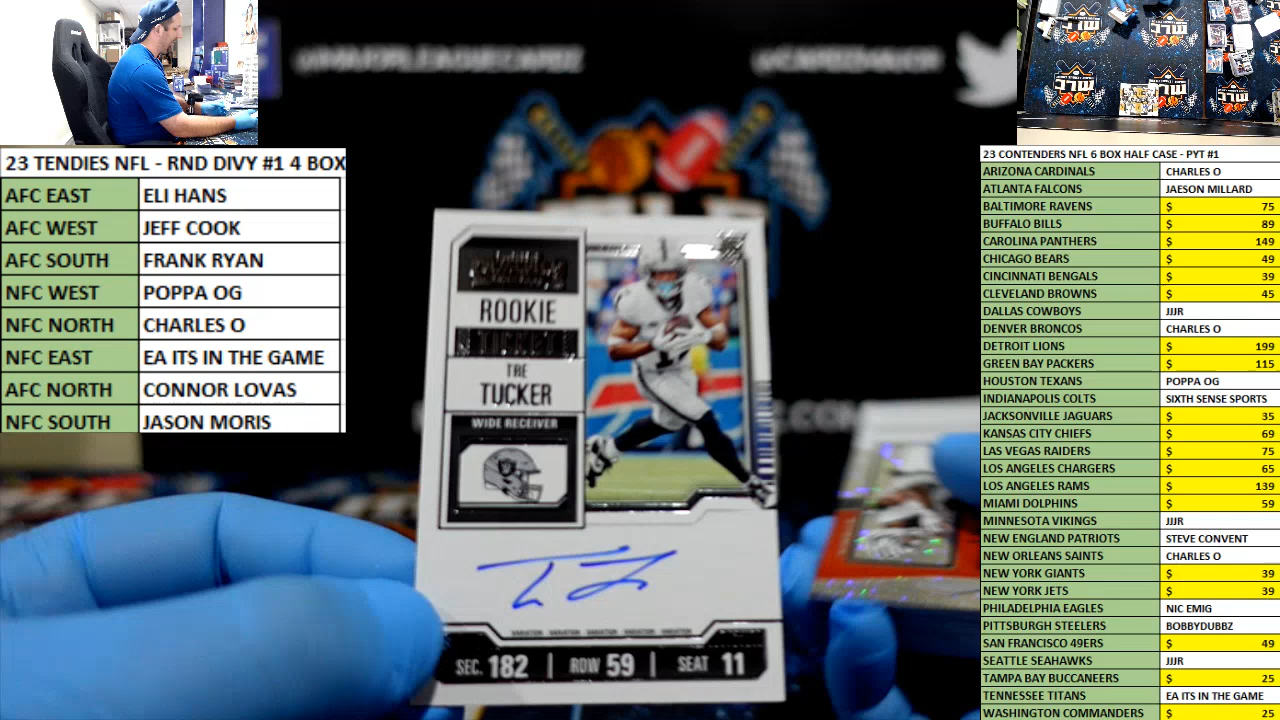 23 TENDIES NFL - RND DIVY #1 4 BOX
AFC EAST ELI HANS
AFC WEST JEFF COOK
AFC SOUTH FRANK RYAN
NFC WEST POPPA OG
NFC NORTH CHARLES O
NFC EAST EA ITS IN THE GAME
AFC NORTH CONNOR LOVAS
NFC SOUTH JASON MORIS
ROOKIE
TICKET
TRE
TUCKER
WIDE RECEIVER
VARIATION VARIATION VARIATION VARIATION VARIATION
SEC. 182 | ROW 59 | SEAT 11
23 CONTENDERS NFL 6 BOX HALF CASE - PYT #1
ARIZONA CARDINALS CHARLES O
ATLANTA FALCONS JAESON MILLARD
BALTIMORE RAVENS $ 75
BUFFALO BILLS $ 89
CAROLINA PANTHERS $ 149
CHICAGO BEARS $ 49
CINCINNATI BENGALS $ 39
CLEVELAND BROWNS $ 45
DALLAS COWBOYS JJJR
DENVER BRONCOS CHARLES O
DETROIT LIONS $ 199
GREEN BAY PACKERS $ 115
HOUSTON TEXANS POPPA OG
INDIANAPOLIS COLTS SIXTH SENSE SPORTS
JACKSONVILLE JAGUARS $ 35
KANSAS CITY CHIEFS $ 69
LAS VEGAS RAIDERS $ 75
LOS ANGELES CHARGERS $ 65
LOS ANGELES RAMS $ 139
MIAMI DOLPHINS $ 59
MINNESOTA VIKINGS JJJR
NEW ENGLAND PATRIOTS STEVE CONVENT
NEW ORLEANS SAINTS CHARLES O
NEW YORK GIANTS $ 39
NEW YORK JETS $ 39
PHILADELPHIA EAGLES NIC EMIG
PITTSBURGH STEELERS BOBBYDUBBZ
SAN FRANCISCO 49ERS $ 49
SEATTLE SEAHAWKS JJJR
TAMPA BAY BUCCANEERS $ 25
TENNESSEE TITANS EA ITS IN THE GAME
WASHINGTON COMMANDERS $ 25